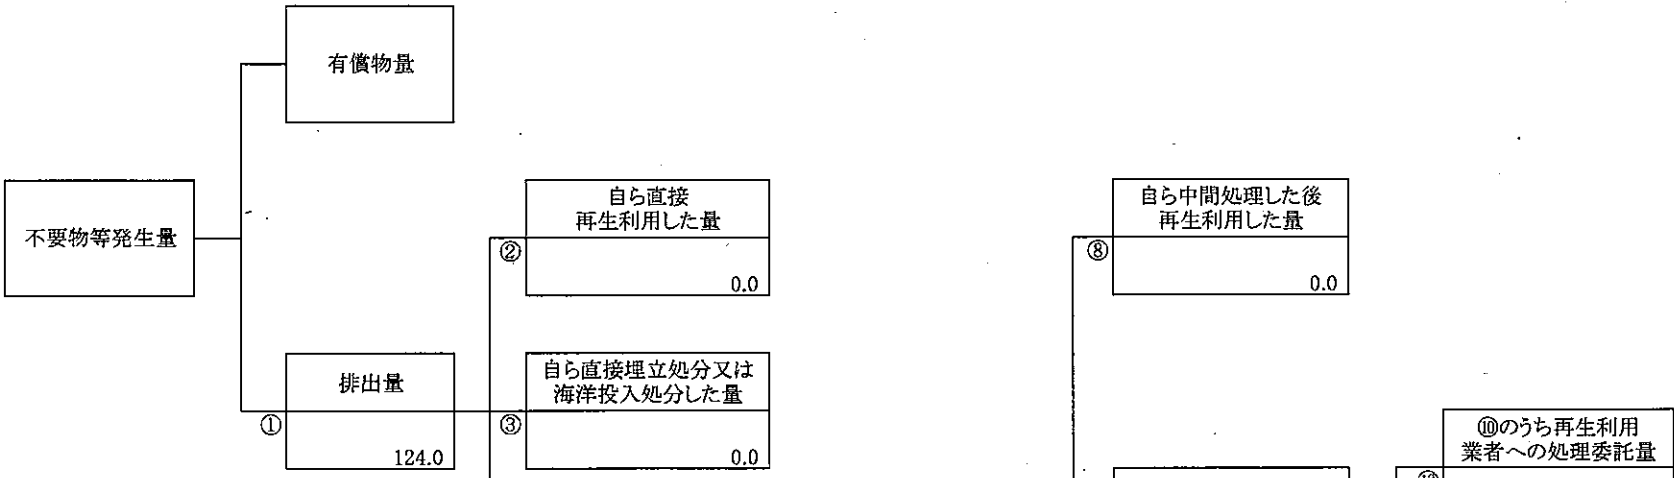 有償物量
不要物等発生量
自ら直接
再生利用した量
②
0.0
自ら中間処理した後
再生利用した量
⑧
0.0
排出量
①
124.0
自ら直接埋立処分又は
海洋投入処分した量
③
0.0
⑩のうち再生利用
業者への処理委託量